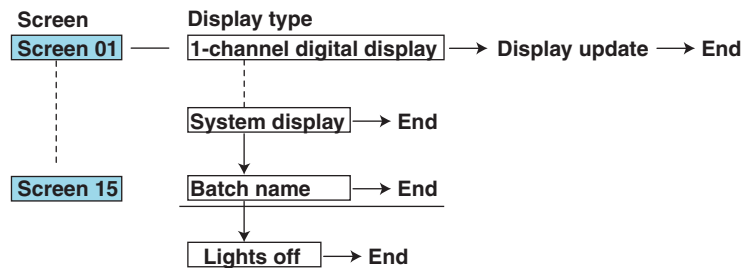 Screen Display type
Screen 01 1-channel digital display Display update End
System display End
Screen 15 Batch name End
Lights off End